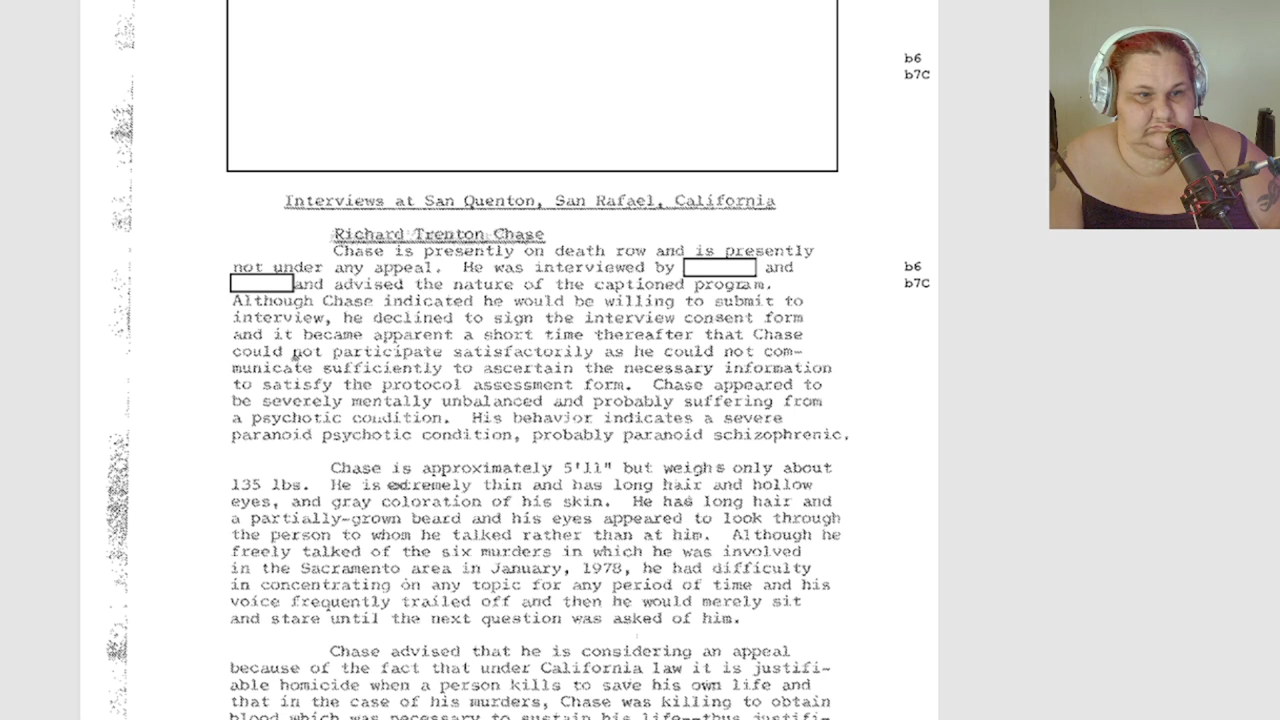 b6
b7C
Interviews at San Quenton, San Rafael, California
Richard Trenton Chase
Chase is presently on death row and is presently
not under any appeal. He was interviewed by and
and advised the nature of the captioned program.
b6
b7C
Although Chase indicated he would be willing to submit to
interview, he declined to sign the interview consent form
and it became apparent a short time thereafter that Chase
could not participate satisfactorily as he could not com-
municate sufficiently to ascertain the necessary information
to satisfy the protocol assessment form. Chase appeared to
be severely mentally unbalanced and probably suffering from
a psychotic condition. His behavior indicates a severe
paranoid psychotic condition, probably paranoid schizophrenic.
Chase is approximately 5'11" but weighs only about
135 lbs. He is extremely thin and has long hair and hollow
eyes, and gray coloration of his skin. He has long hair and
a partially-grown beard and his eyes appeared to look through
the person to whom he talked rather than at him. Although he
freely talked of the six murders in which he was involved
in the Sacramento area in January, 1978, he had difficulty
in concentrating on any topic for any period of time and his
voice frequently trailed off and then he would merely sit
and stare until the next question was asked of him.
Chase advised that he is considering an appeal
because of the fact that under California law it is justifi-
able homicide when a person kills to save his own life and
that in the case of his murders, Chase was killing to obtain
blood which was necessary to sustain his life--thus justifi-